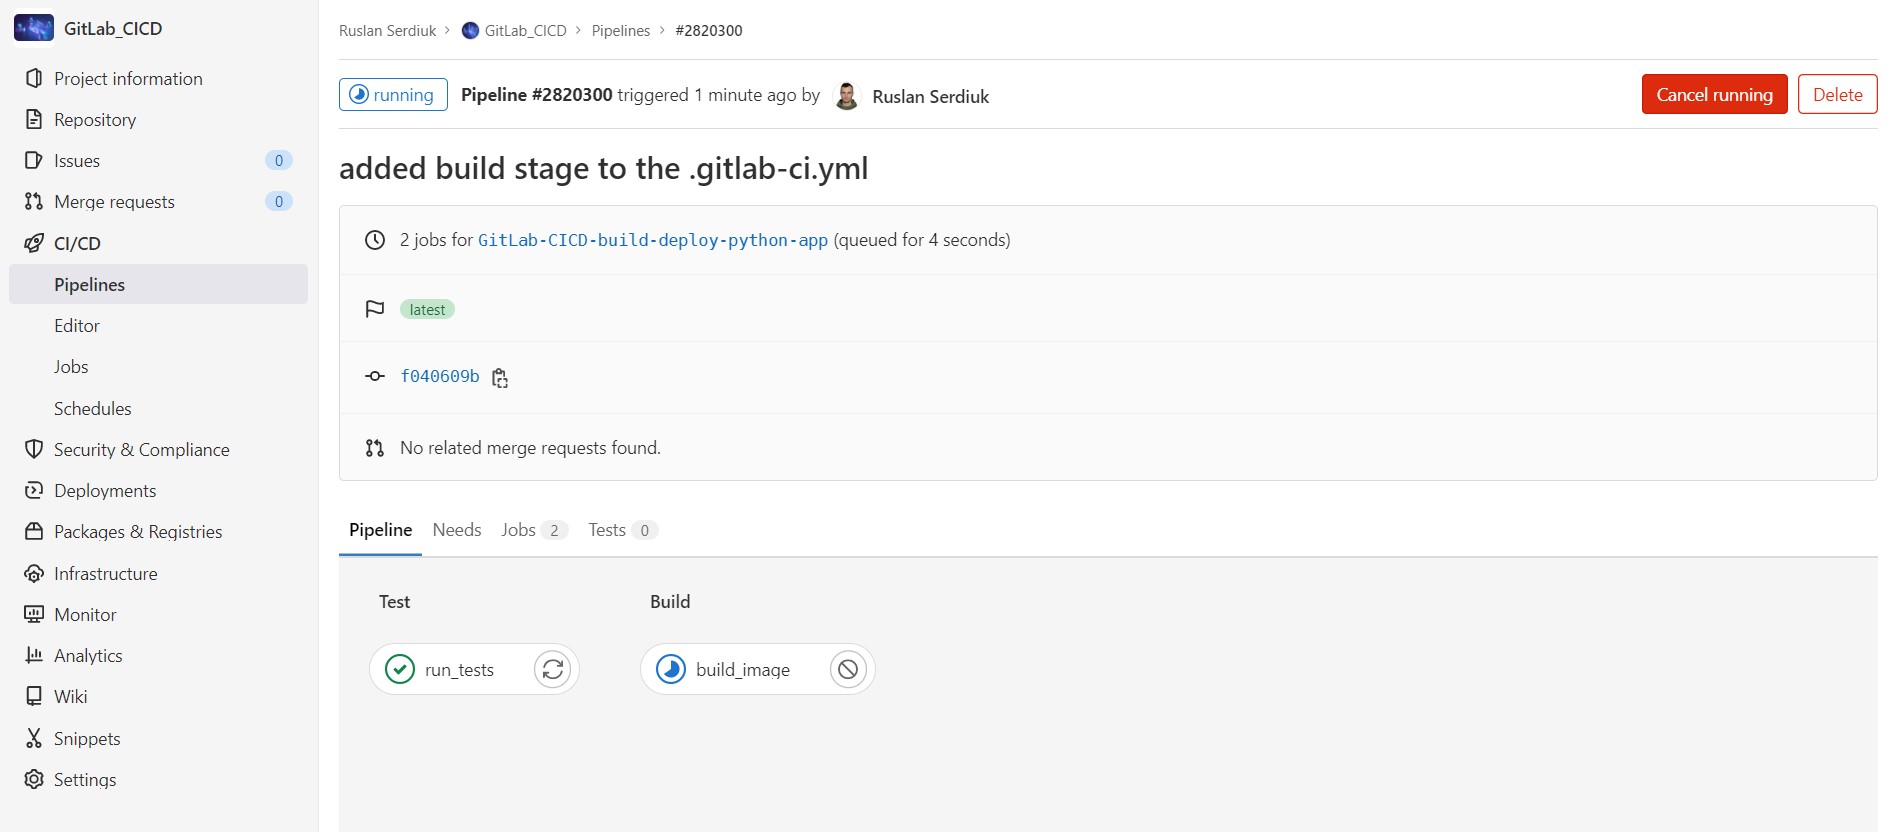 GitLab_CICD
Project information
Repository
Issues 0
Merge requests 0
CI/CD
Pipelines
Editor
Jobs
Schedules
Security & Compliance
Deployments
Packages & Registries
Infrastructure
Monitor
Analytics
Wiki
Snippets
Settings
Ruslan Serdiuk > GitLab_CICD > Pipelines > #2820300
running Pipeline #2820300 triggered 1 minute ago by Ruslan Serdiuk Cancel running Delete
added build stage to the .gitlab-ci.yml
2 jobs for GitLab-CICD-build-deploy-python-app (queued for 4 seconds)
latest
f040609b
No related merge requests found.
Pipeline Needs Jobs 2 Tests 0
Test Build
run_tests build_image